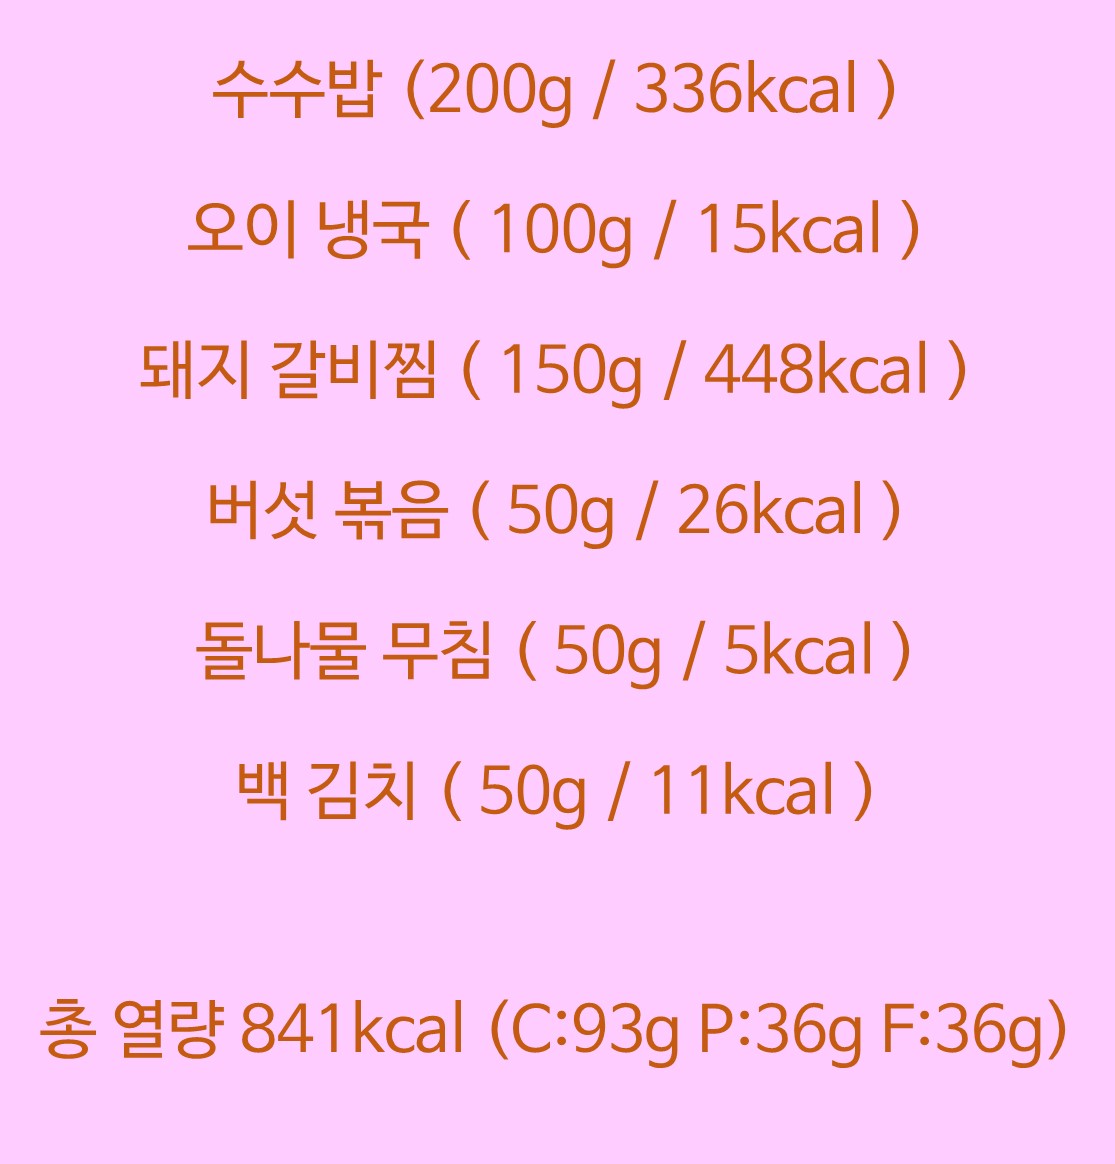 수수밥 (200g / 336kcal )
오이 냉국 ( 100g / 15kcal )
돼지 갈비찜 ( 150g / 448kcal )
버섯 볶음 ( 50g / 26kcal )
돌나물 무침 ( 50g / 5kcal )
백 김치 ( 50g / 11kcal )
총 열량 841kcal (C:93g P:36g F:36g)